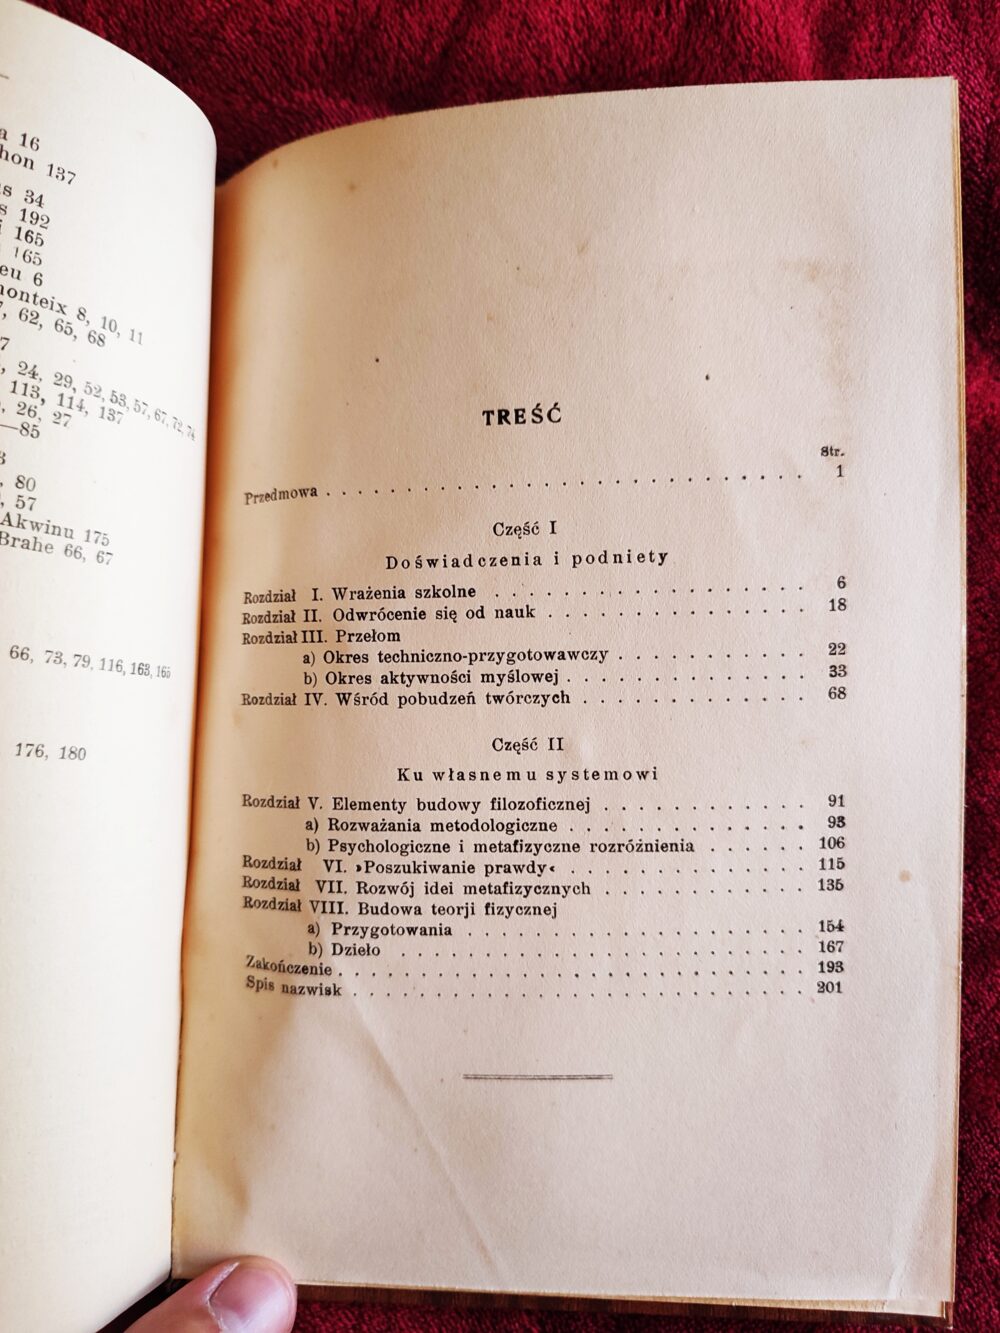 16
137
34
192
165
165
6
8, 10, 11
62, 65, 68
24, 29, 52, 53, 57, 67, 72, 74
113, 114, 137
26, 27
—85
80
57
Akwinu 175
Brahe 66, 67
66, 73, 79, 116, 163, 165
176, 180
TREŚĆ
Str.
Przedmowa . . . . . . . . . . . . . . . . . . . . . . . . . . . 1
Część I
Doświadczenia i podniety
Rozdział I. Wrażenia szkolne . . . . . . . . . . . . . . . 6
Rozdział II. Odwrócenie się od nauk . . . . . . . . . . . . 18
Rozdział III. Przełom
a) Okres techniczno-przygotowawczy . . . . . . . . . 22
b) Okres aktywności myślowej . . . . . . . . . . . . . 33
Rozdział IV. Wśród pobudzeń twórczych . . . . . . . . . . . 68
Część II
Ku własnemu systemowi
Rozdział V. Elementy budowy filozoficznej . . . . . . . . . 91
a) Rozważania metodologiczne . . . . . . . . . . . . 93
b) Psychologiczne i metafizyczne rozróżnienia . . . . . 106
Rozdział VI. »Poszukiwanie prawdy« . . . . . . . . . . . . 115
Rozdział VII. Rozwój idei metafizycznych . . . . . . . . . 135
Rozdział VIII. Budowa teorji fizycznej
a) Przygotowania . . . . . . . . . . . . . . . . . 154
b) Dzieło . . . . . . . . . . . . . . . . . . . . 167
Zakończenie . . . . . . . . . . . . . . . . . . . . . . . . 193
Spis nazwisk . . . . . . . . . . . . . . . . . . . . . . . 201